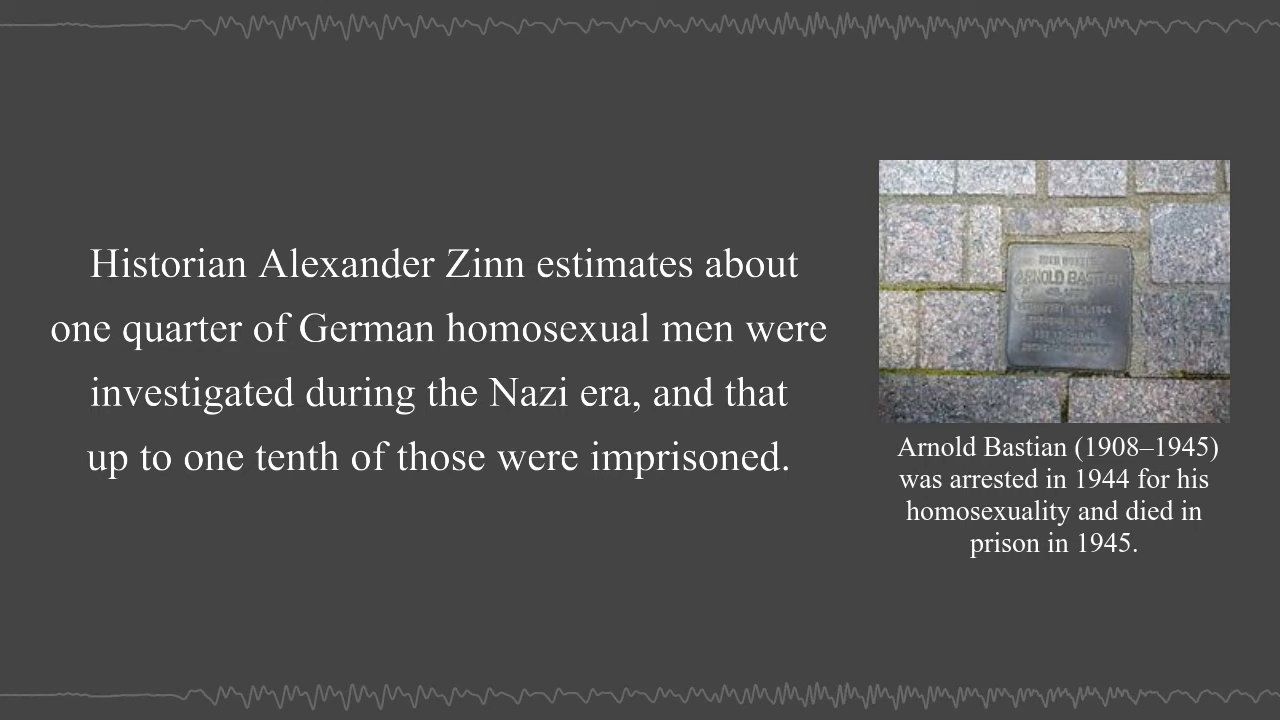 Historian Alexander Zinn estimates about
one quarter of German homosexual men were
investigated during the Nazi era, and that
up to one tenth of those were imprisoned.
ARNOLD BASTIAN
Arnold Bastian (1908–1945)
was arrested in 1944 for his
homosexuality and died in
prison in 1945.